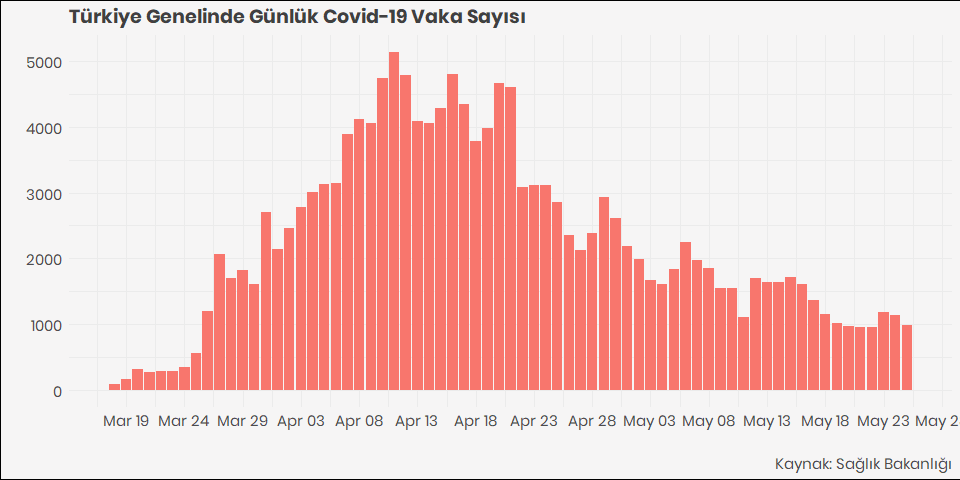 Türkiye Genelinde Günlük Covid-19 Vaka Sayısı
5000
4000
3000
2000
1000
0
Mar 19 Mar 24 Mar 29 Apr 03 Apr 08 Apr 13 Apr 18 Apr 23 Apr 28 May 03 May 08 May 13 May 18 May 23 May 2
Kaynak: Sağlık Bakanlığı